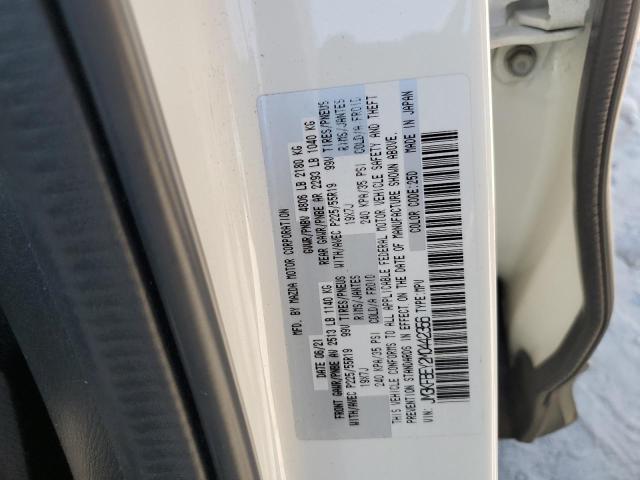 MFD. BY MAZDA MOTOR CORPORATION
DATE 06/21 GVWR/PNBV 4806 LB 2180 KG
FRONT GAWR/PNBE AV 2513 LB 1140 KG REAR GAWR/PNBE AR 2293 LB 1040 KG
WITH/AVEC P225/55R19 99V TIRES/PNEUS WITH/AVEC P225/55R19 99V TIRES/PNEUS
19X7J RIMS/JANTES 19X7J RIMS/JANTES
240 KPA/35 PSI COLD/A FROID 240 KPA/35 PSI COLD/A FROID
THIS VEHICLE CONFORMS TO ALL APPLICABLE FEDERAL MOTOR VEHICLE SAFETY AND THEFT
PREVENTION STANDARDS IN EFFECT ON THE DATE OF MANUFACTURE SHOWN ABOVE.
VIN: TYPE:MPV COLOR CODE:25D MADE IN JAPAN